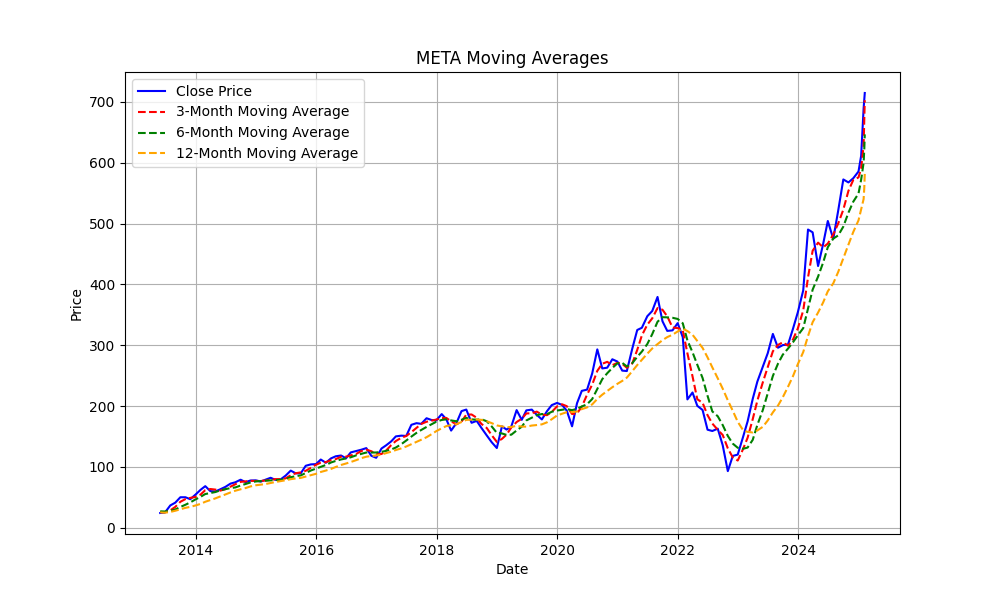 META Moving Averages
Close Price
3-Month Moving Average
6-Month Moving Average
12-Month Moving Average
700
600
500
400
300
200
100
0
Price
2014 2016 2018 2020 2022 2024
Date